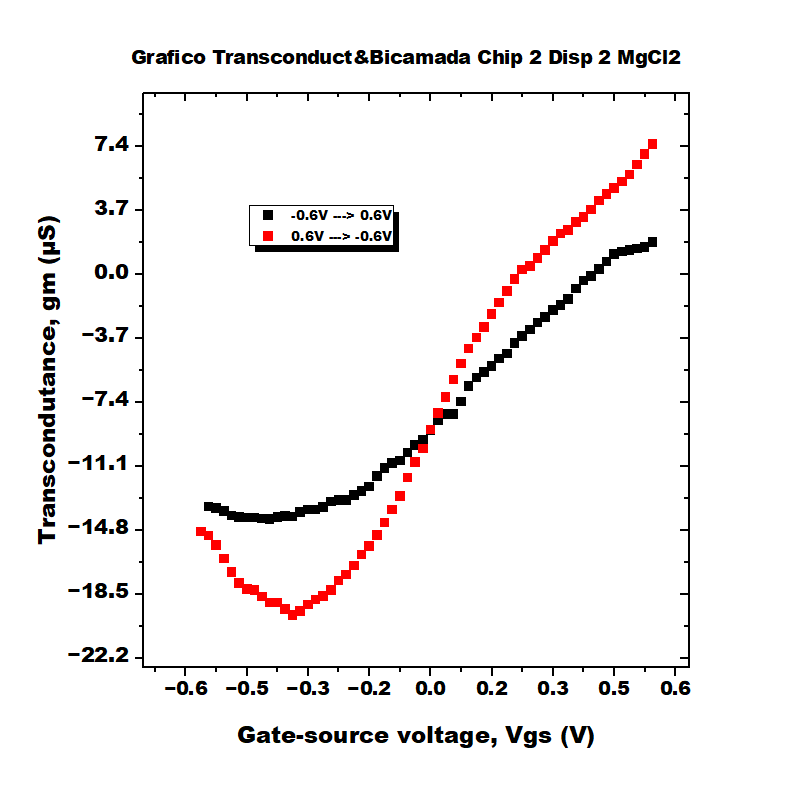 Grafico Transconduct&Bicamada Chip 2 Disp 2 MgCl2
-0.6V ---> 0.6V
0.6V ---> -0.6V
Transcondutance, gm (µS)
7.4
3.7
0.0
−3.7
−7.4
−11.1
−14.8
−18.5
−22.2
−0.6 −0.5 −0.3 −0.2 0.0 0.2 0.3 0.5 0.6
Gate-source voltage, Vgs (V)